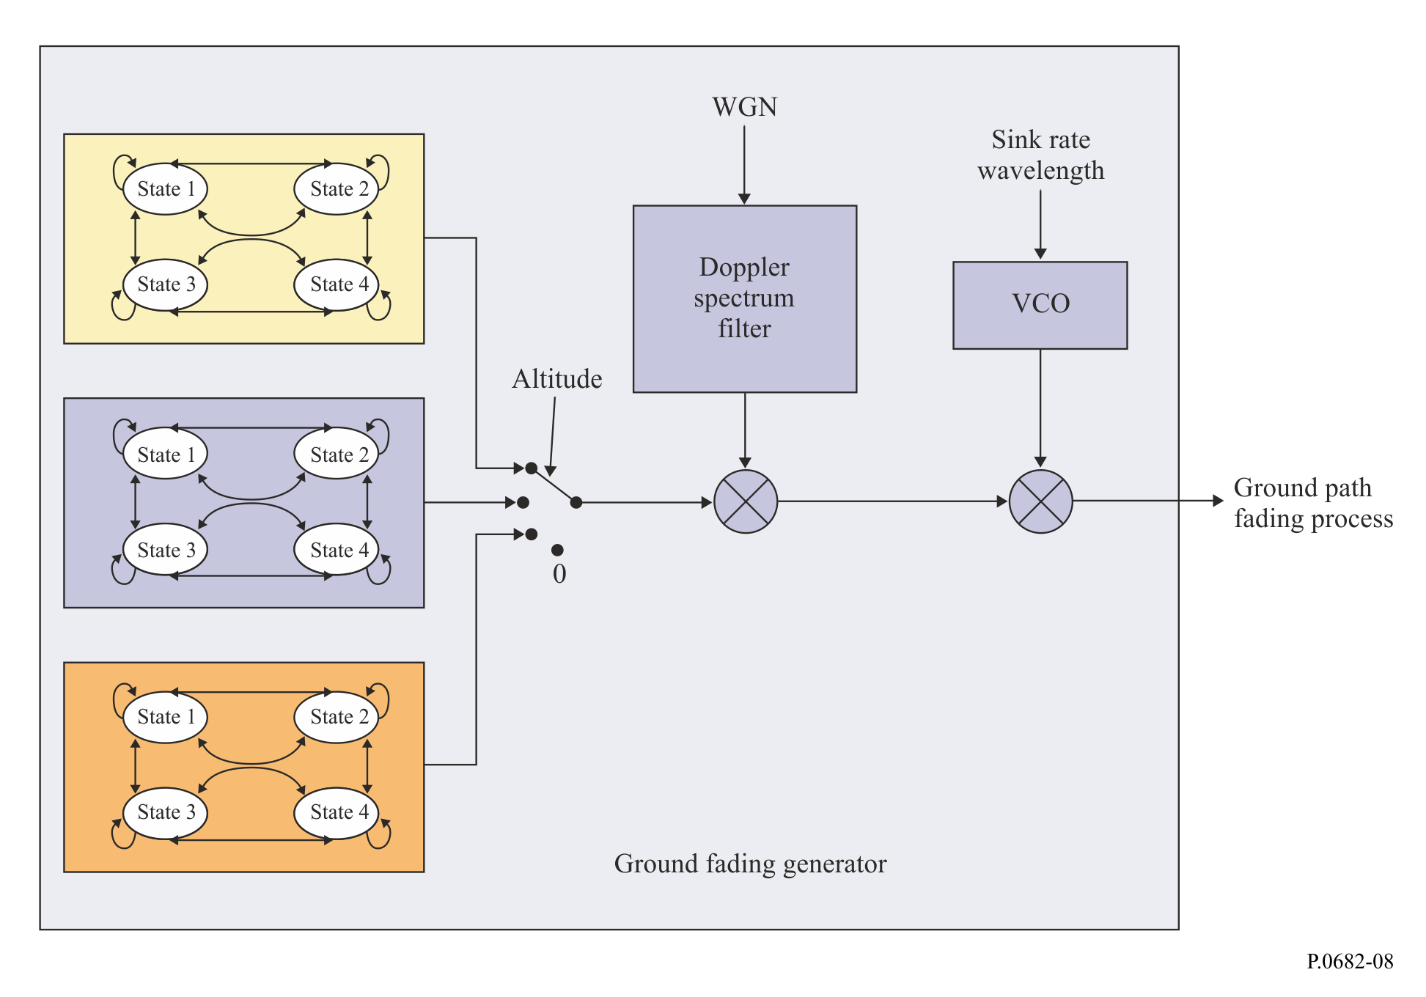 WGN
Sink rate
wavelength
State 1
State 2
State 3
State 4
Doppler
spectrum
filter
VCO
Altitude
State 1
State 2
State 3
State 4
0
Ground path
fading process
State 1
State 2
State 3
State 4
Ground fading generator
P.0682-08